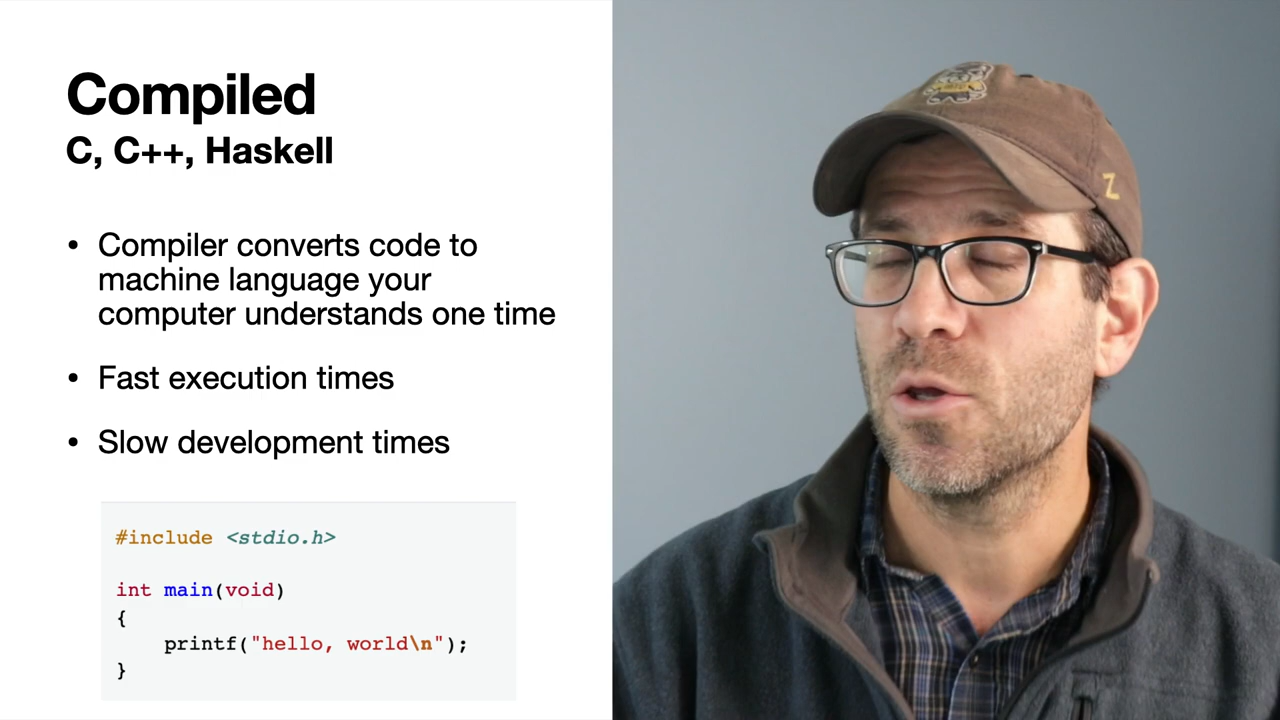 Compiled
C, C++, Haskell
• Compiler converts code to
machine language your
computer understands one time
• Fast execution times
• Slow development times
#include <stdio.h>
int main(void)
{
    printf("hello, world\n");
}
Z